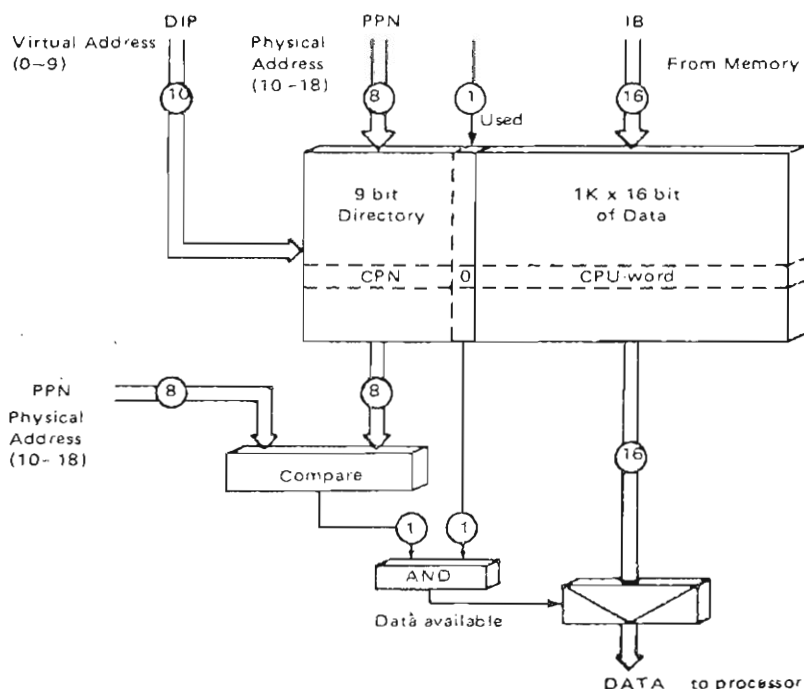 DIP
Virtual Address
(0~9)
10
PPN
Physical
Address
(10-18)
8
1
Used
IB
From Memory
16
9 bit
Directory
1K x 16 bit
of Data
CPN
0
CPU-word
PPN
Physical
Address
(10-18)
8
8
16
Compare
1
1
AND
Data available
DATA to processor